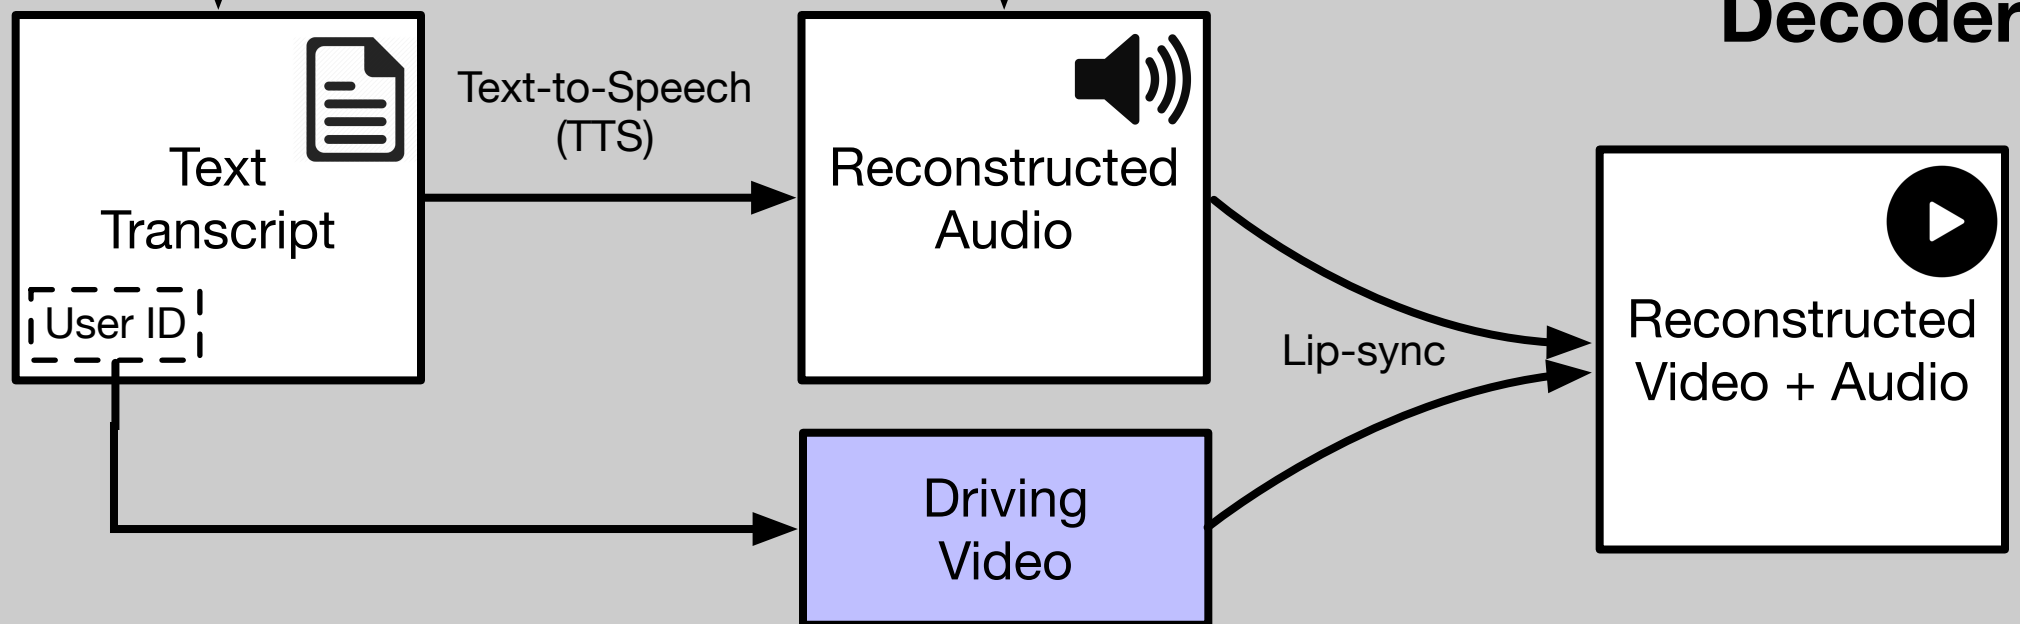 Decoder
Text-to-Speech
(TTS)
Text
Transcript
User ID
Reconstructed
Audio
Lip-sync
Driving
Video
Reconstructed
Video + Audio